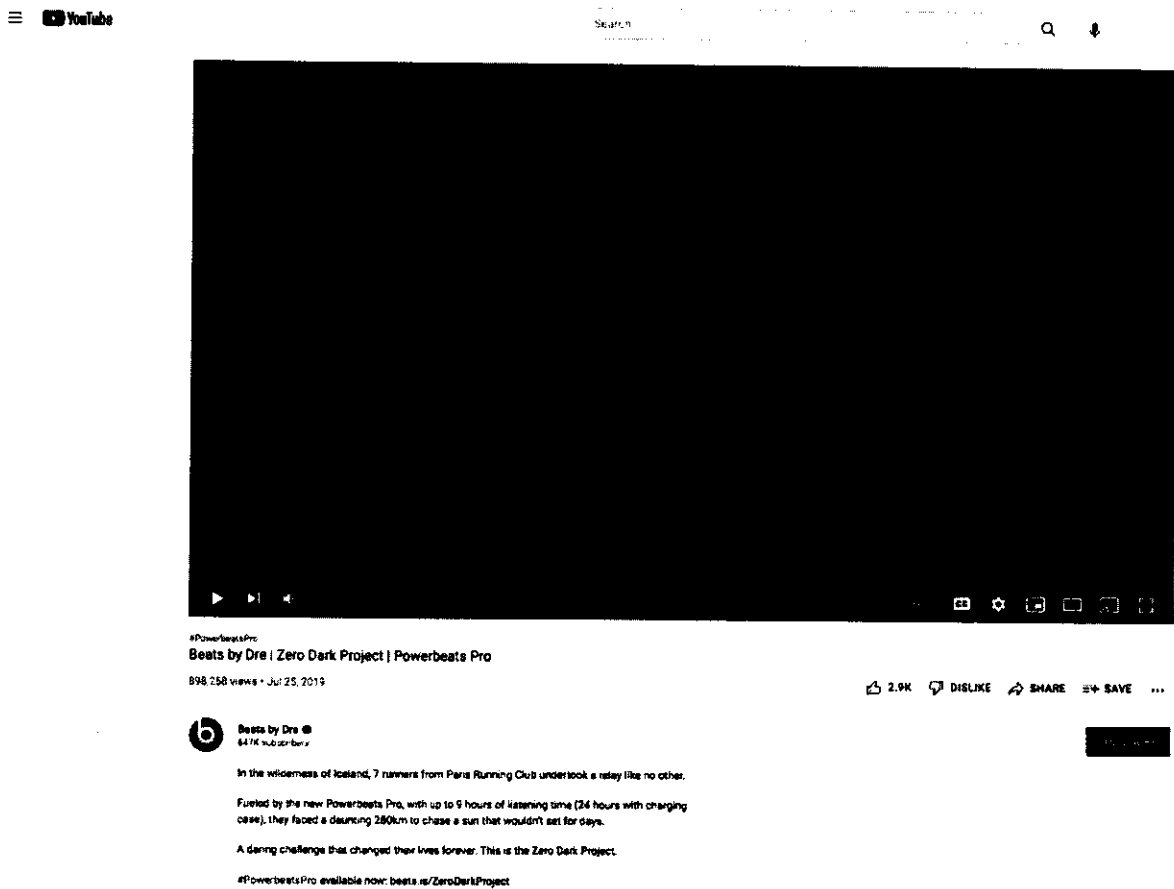 YouTube
Search
#PowerbeatsPro
Beats by Dre | Zero Dark Project | Powerbeats Pro
898,258 views • Jul 25, 2019
2.9K DISLIKE SHARE SAVE ...
Beats by Dre
647K subscribers
In the wilderness of Iceland, 7 runners from Paris Running Club undertook a relay like no other.
Fueled by the new Powerbeats Pro, with up to 9 hours of listening time (24 hours with charging
case), they faced a daunting 280km to chase a sun that wouldn't set for days.
A daring challenge that changed their lives forever. This is the Zero Dark Project.
#PowerbeatsPro available now: beats.is/ZeroDarkProject